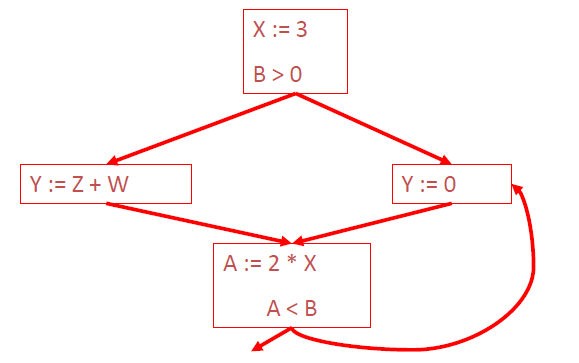 X := 3
B > 0
Y := Z + W
Y := 0
A := 2 * X
A < B